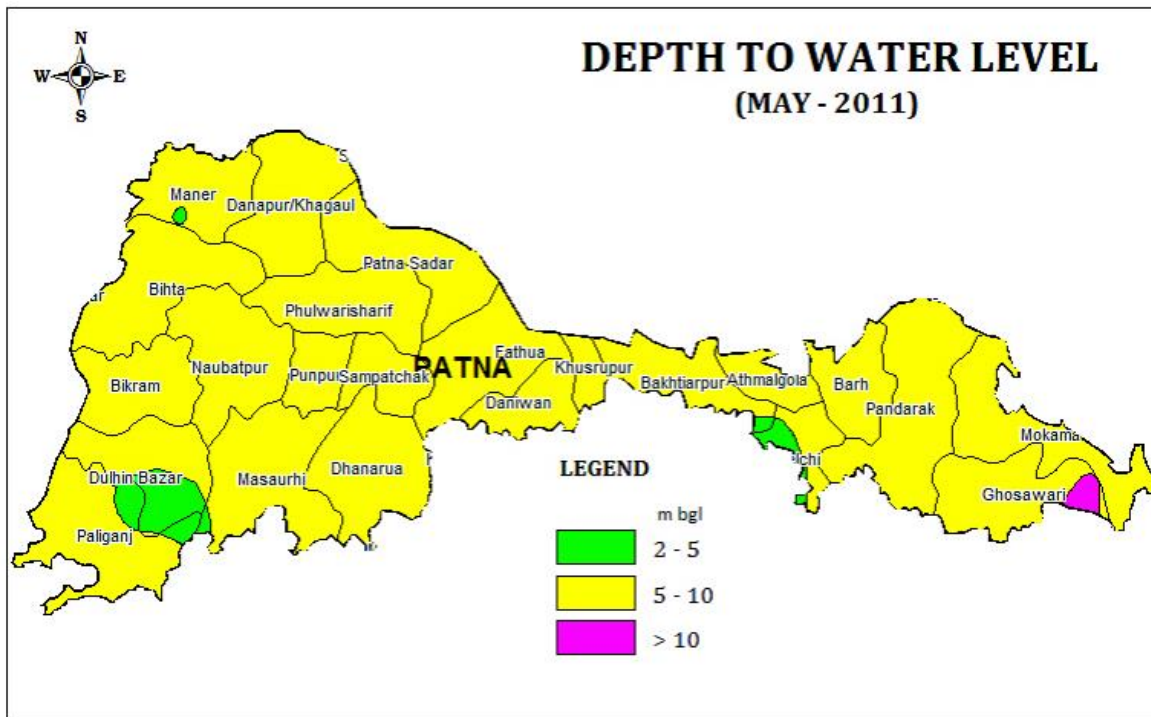 N
W E
S
DEPTH TO WATER LEVEL
(MAY - 2011)
Maner
Danapur/Khagaul
Patna Sadar
Bihta
Phulwarisharif
Naubatpur
Bikram
Punpun
Sampatchak
PATNA
Fathua
Khusrupur
Daniwan
Bakhtiarpur
Athmalgola
Barh
Pandarak
Mokama
Ghosawari
elchi
Dulhin Bazar
Masaurhi
Dhanarua
Paliganj
LEGEND
m bgl
2 - 5
5 - 10
> 10